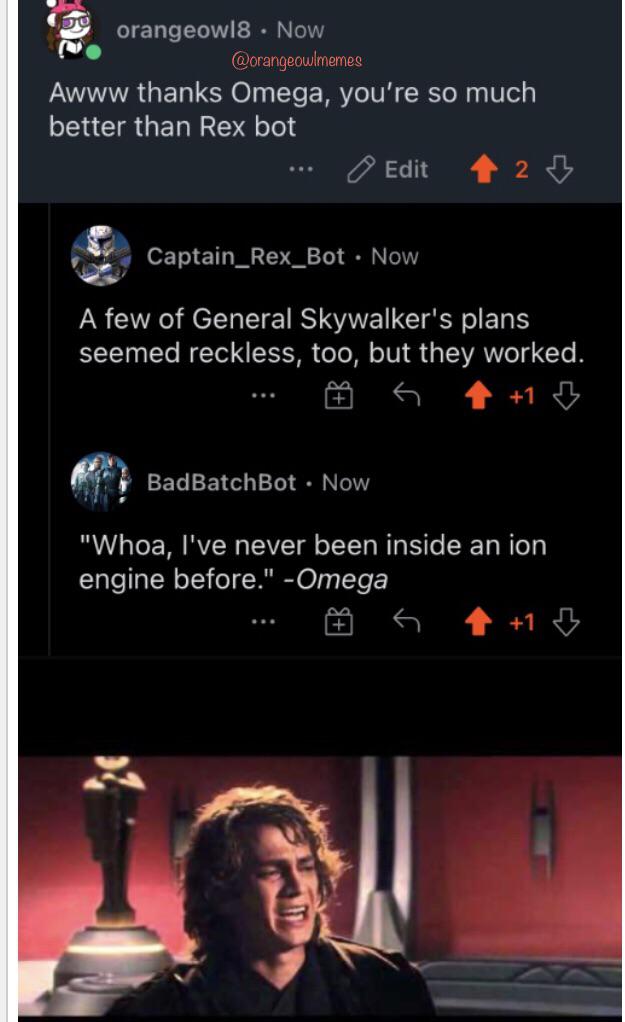 orangeowl8 • Now
@orangeowlmemes
Awww thanks Omega, you're so much
better than Rex bot
... Edit 2
Captain_Rex_Bot • Now
A few of General Skywalker's plans
seemed reckless, too, but they worked.
... +1
BadBatchBot • Now
"Whoa, I've never been inside an ion
engine before." -Omega
... +1